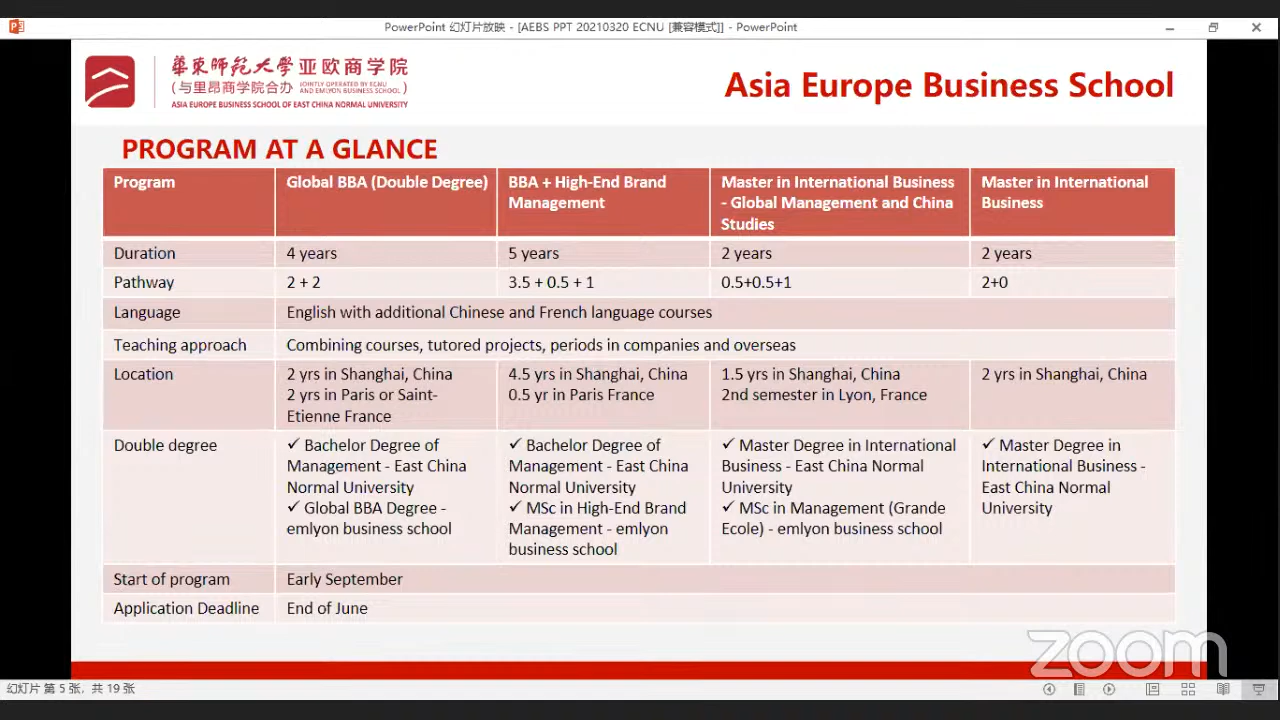 PowerPoint 幻灯片放映 - [AEBS PPT 20210320 ECNU [兼容模式]] - PowerPoint
華東師範大學 亚欧商学院
(与里昂商学院合办 JOINTLY OPERATED BY ECNU AND EMLYON BUSINESS SCHOOL)
ASIA EUROPE BUSINESS SCHOOL OF EAST CHINA NORMAL UNIVERSITY
Asia Europe Business School
PROGRAM AT A GLANCE
Program
Global BBA (Double Degree)
BBA + High-End Brand
Management
Master in International Business
- Global Management and China
Studies
Master in International
Business
Duration
4 years
5 years
2 years
2 years
Pathway
2 + 2
3.5 + 0.5 + 1
0.5+0.5+1
2+0
Language
English with additional Chinese and French language courses
Teaching approach
Combining courses, tutored projects, periods in companies and overseas
Location
2 yrs in Shanghai, China
2 yrs in Paris or Saint-
Etienne France
4.5 yrs in Shanghai, China
0.5 yr in Paris France
1.5 yrs in Shanghai, China
2nd semester in Lyon, France
2 yrs in Shanghai, China
Double degree
✓ Bachelor Degree of
Management - East China
Normal University
✓ Global BBA Degree -
emlyon business school
✓ Bachelor Degree of
Management - East China
Normal University
✓ MSc in High-End Brand
Management - emlyon
business school
✓ Master Degree in International
Business - East China Normal
University
✓ MSc in Management (Grande
Ecole) - emlyon business school
✓ Master Degree in
International Business -
East China Normal
University
Start of program
Early September
Application Deadline
End of June
zoom
幻灯片 第 5 张，共 19 张